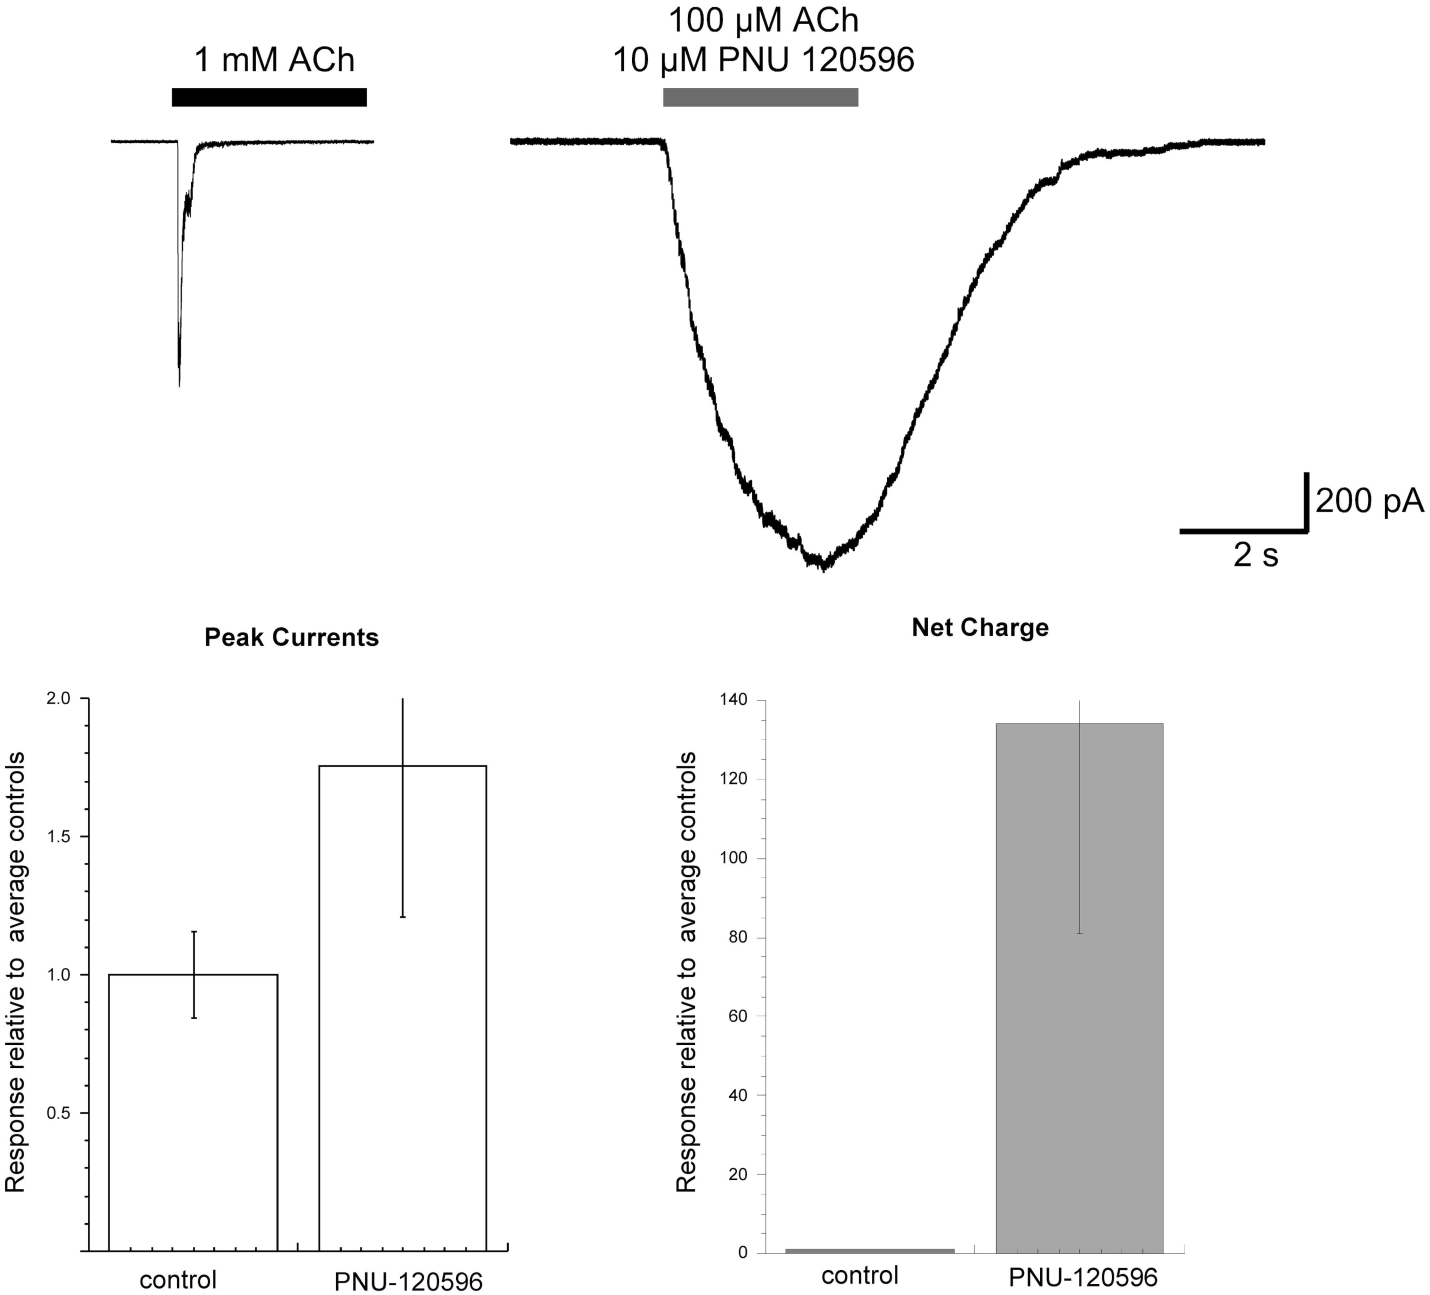 1 mM ACh
100 µM ACh
10 µM PNU 120596
200 pA
2 s
Peak Currents
Response relative to average controls
2.0
1.5
1.0
0.5
control
PNU-120596
Net Charge
Response relative to average controls
140
120
100
80
60
40
20
0
control
PNU-120596